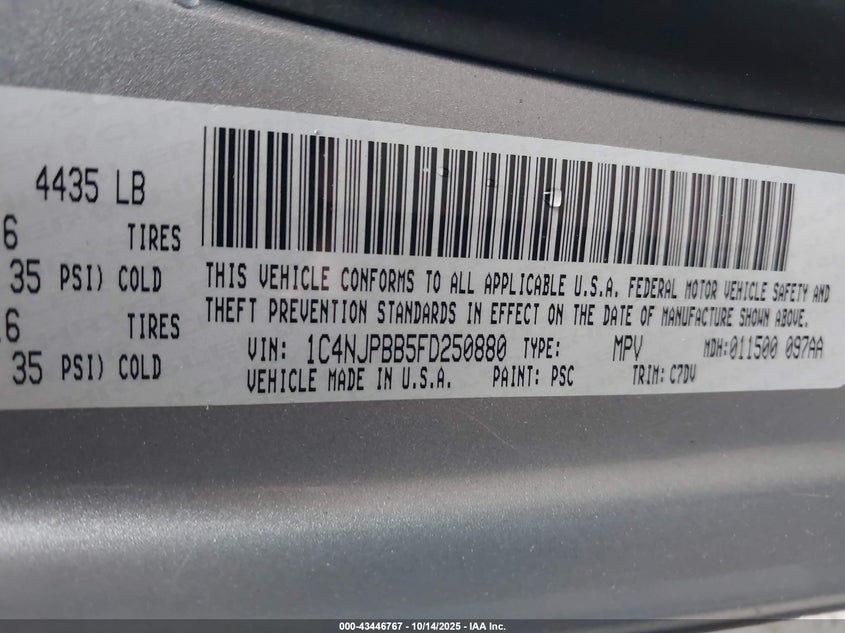 4435 LB
6 TIRES
35 PSI) COLD
6 TIRES
35 PSI) COLD
THIS VEHICLE CONFORMS TO ALL APPLICABLE U.S.A. FEDERAL MOTOR VEHICLE SAFETY AND
THEFT PREVENTION STANDARDS IN EFFECT ON THE DATE OF MANUFACTURE SHOWN ABOVE.
VIN: 1C4NJPBB5FD250880 TYPE: MPV MDH:011500 097AA
VEHICLE MADE IN U.S.A. PAINT: PSC TRIM: C7DV
000-43446767 - 10/14/2025 - IAA Inc.